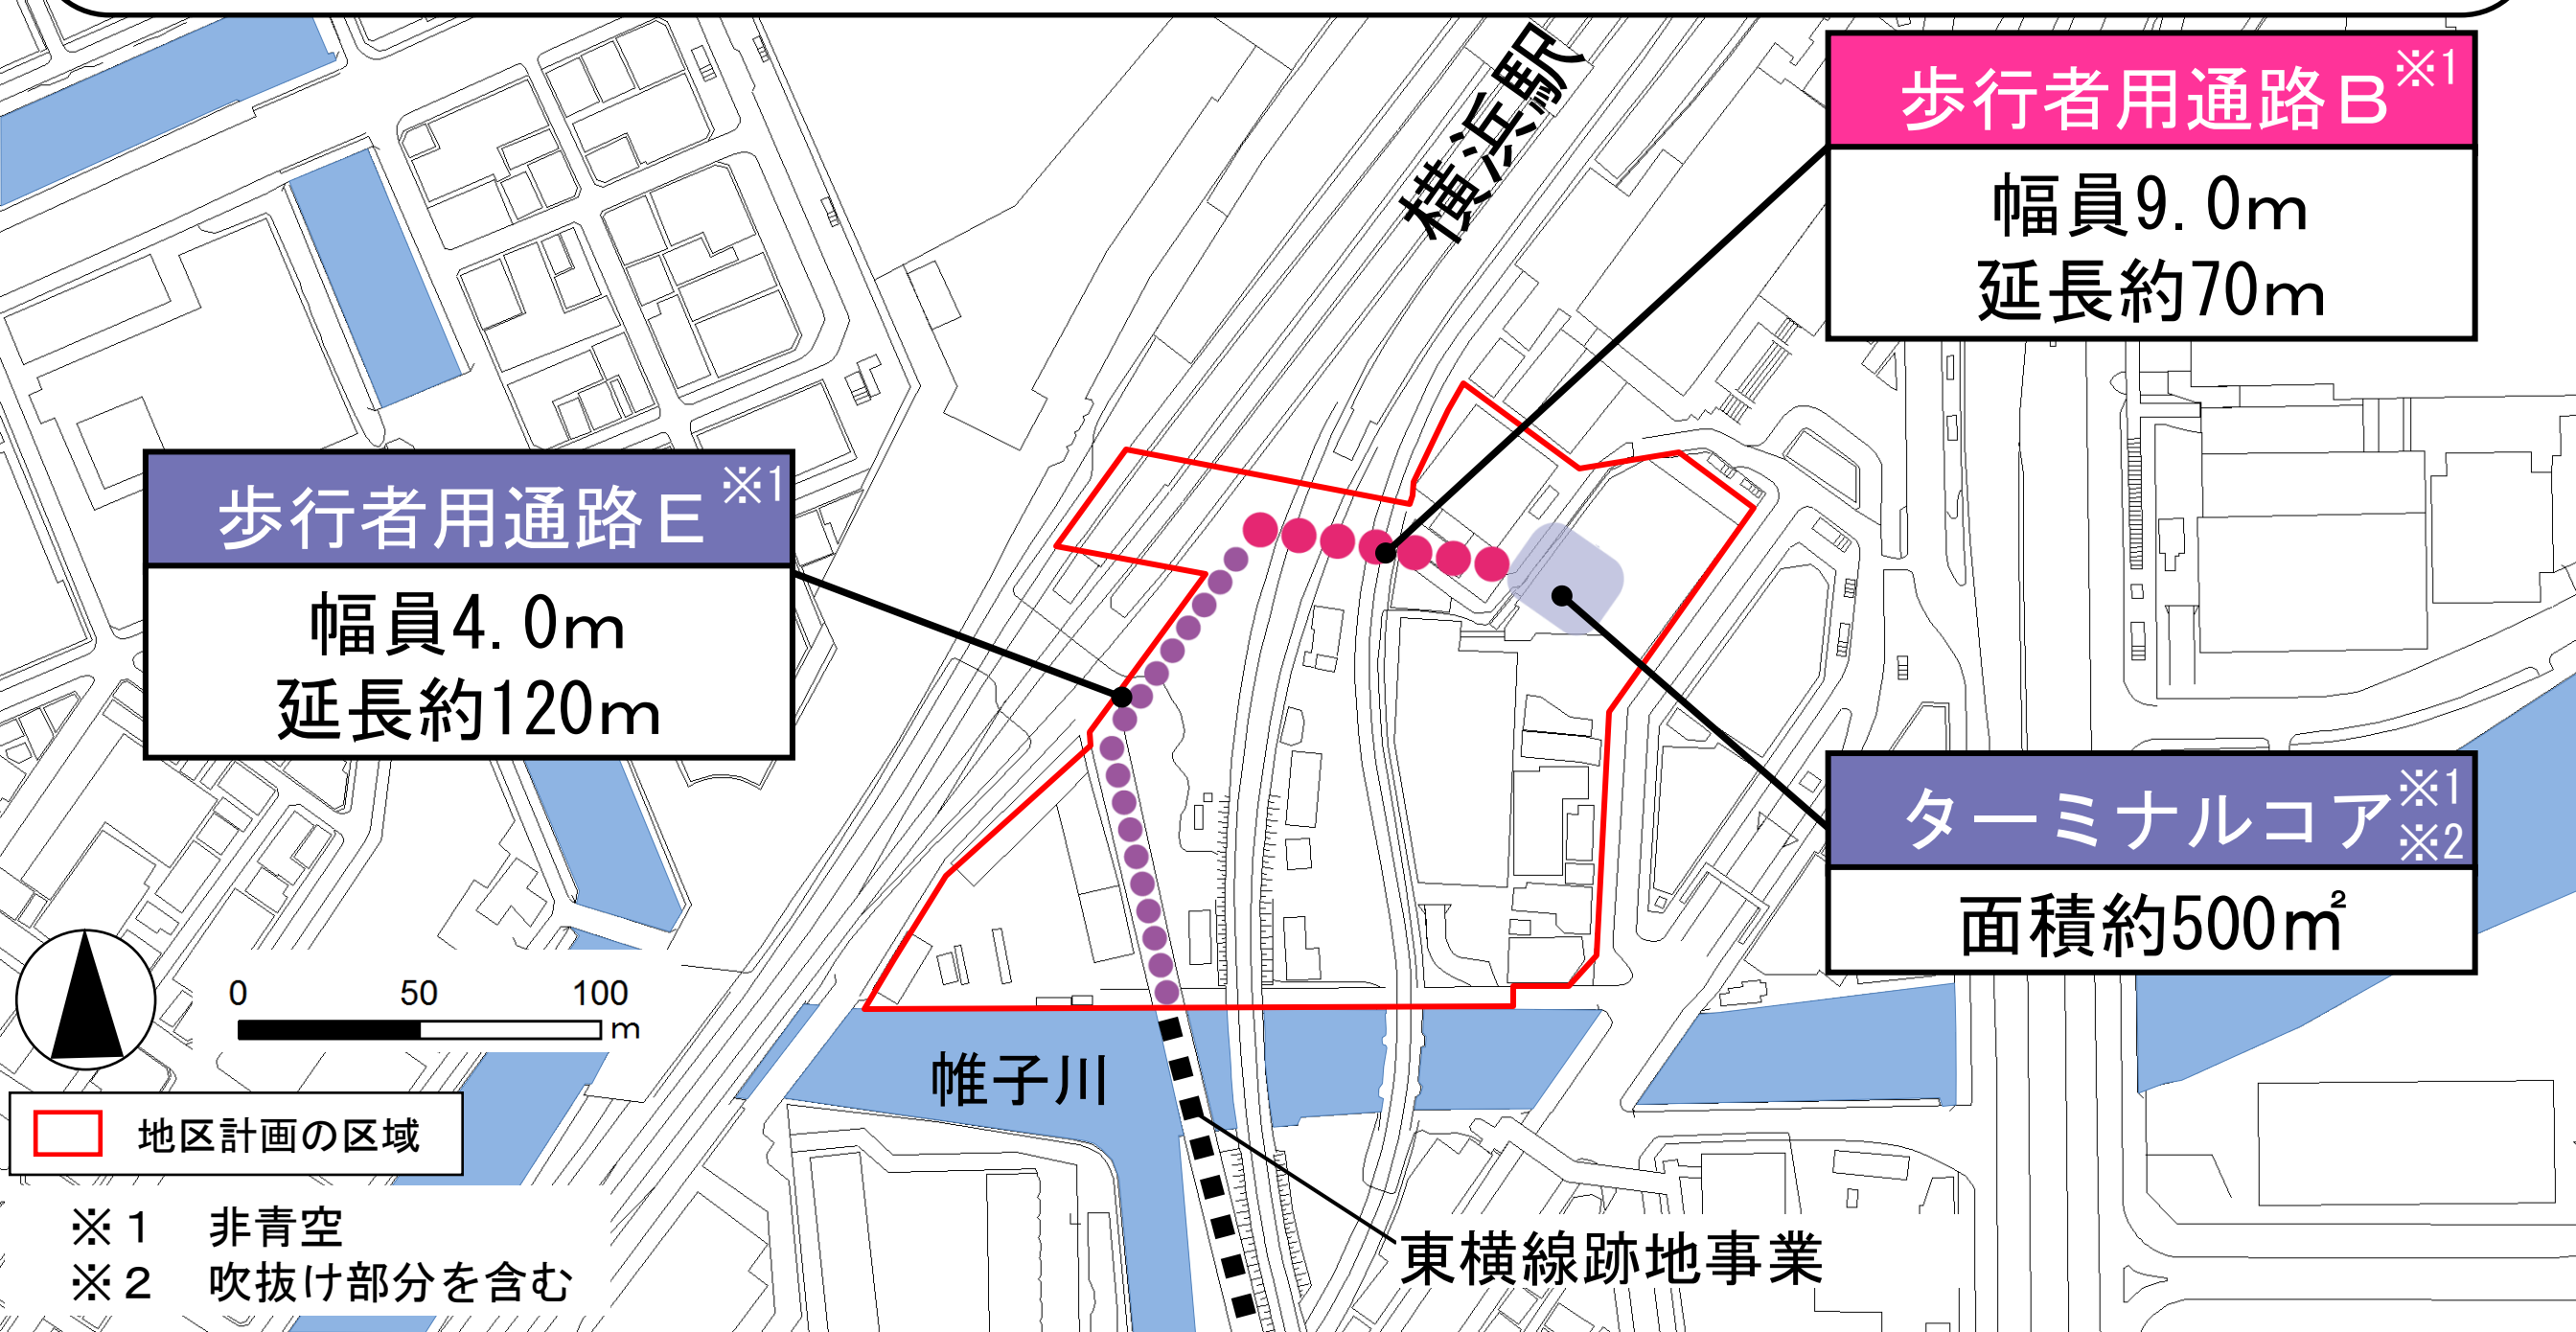 横浜駅
歩行者用通路B※1
幅員9.0m
延長約70m
歩行者用通路E※1
幅員4.0m
延長約120m
ターミナルコア※1
※2
面積約500㎡
0 50 100
m
帷子川
地区計画の区域
※1 非青空
※2 吹抜け部分を含む
東横線跡地事業